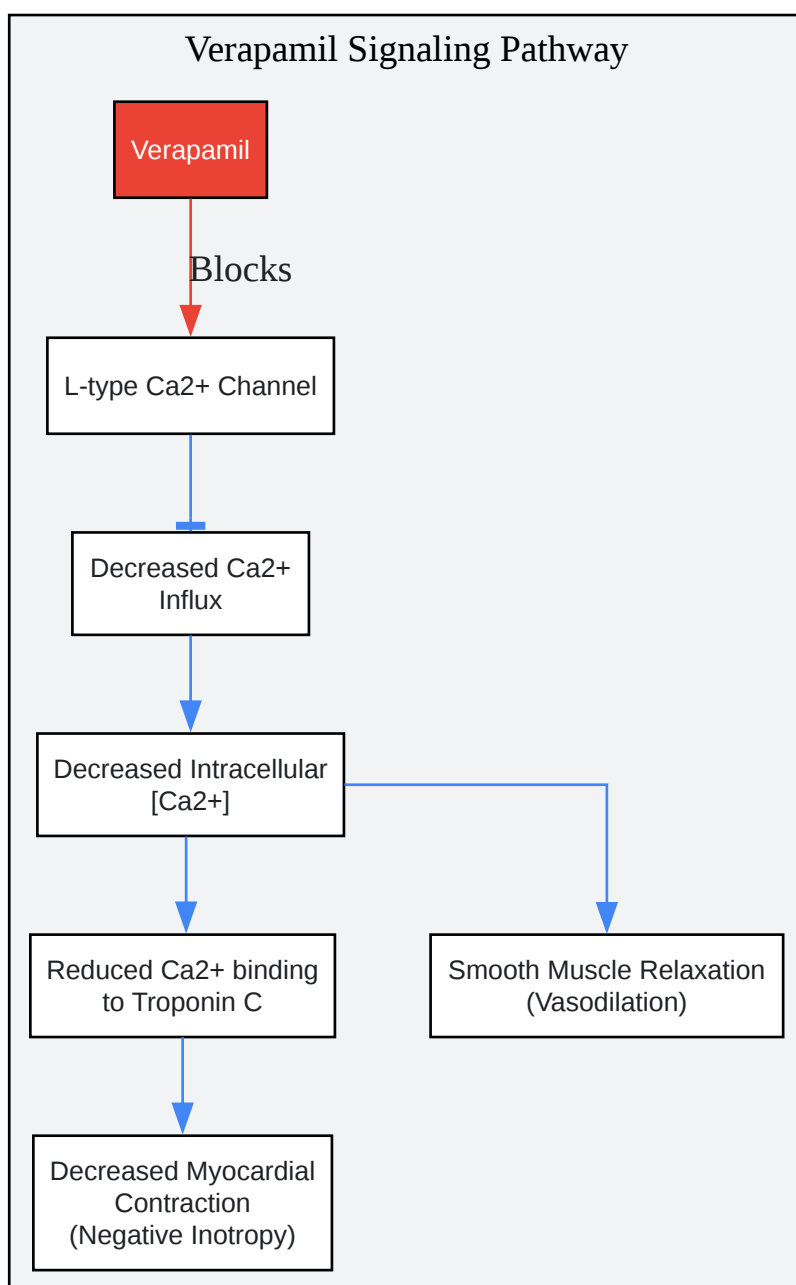 Verapamil Signaling Pathway
Verapamil
Blocks
L-type Ca2+ Channel
Decreased Ca2+
Influx
Decreased Intracellular
[Ca2+]
Reduced Ca2+ binding
to Troponin C
Smooth Muscle Relaxation
(Vasodilation)
Decreased Myocardial
Contraction
(Negative Inotropy)